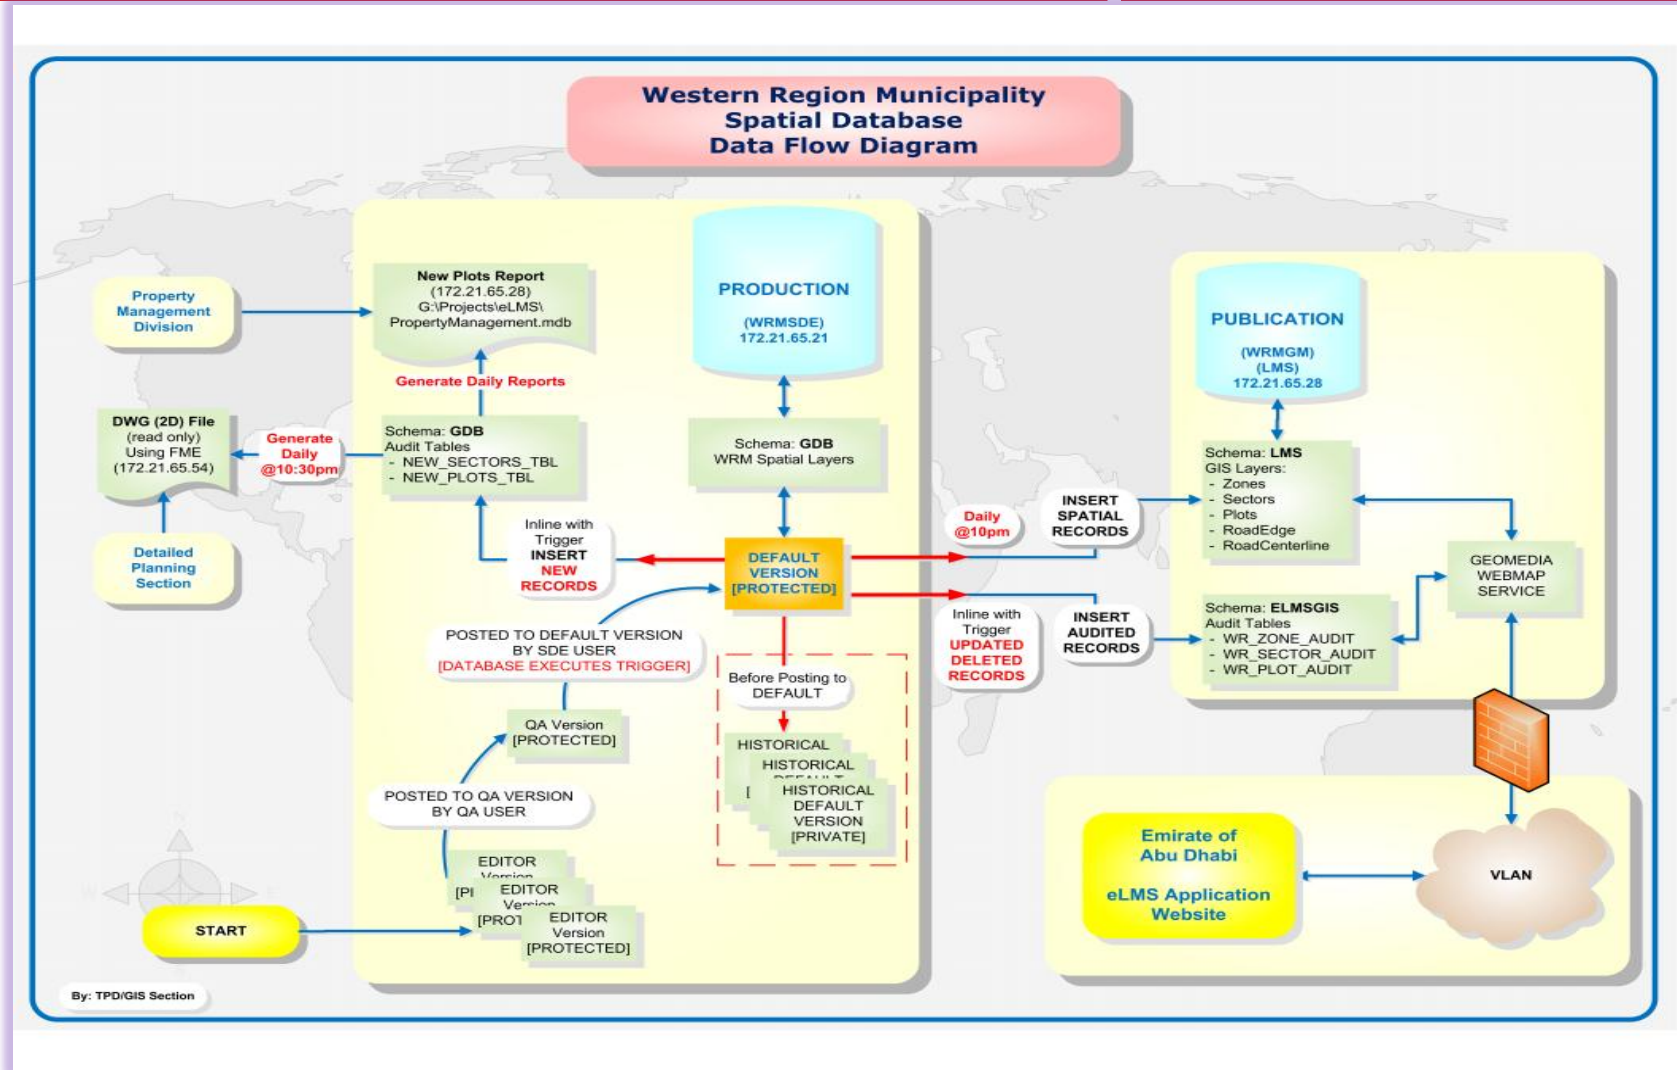 Western Region Municipality
Spatial Database
Data Flow Diagram
Property
Management
Division
New Plots Report
(172.21.65.28)
G:\Projects\eLMS\
PropertyManagement.mdb
Generate Daily Reports
PRODUCTION
(WRMSDE)
172.21.65.21
PUBLICATION
(WRMGM)
(LMS)
172.21.65.28
DWG (2D) File
(read only)
Using FME
(172.21.65.54)
Generate
Daily
@10:30pm
Schema: GDB
Audit Tables
- NEW_SECTORS_TBL
- NEW_PLOTS_TBL
Schema: GDB
WRM Spatial Layers
Detailed
Planning
Section
Inline with
Trigger
INSERT
NEW
RECORDS
DEFAULT
VERSION
[PROTECTED]
Daily
@10pm
INSERT
SPATIAL
RECORDS
Schema: LMS
GIS Layers:
- Zones
- Sectors
- Plots
- RoadEdge
- RoadCenterline
GEOMEDIA
WEBMAP
SERVICE
Inline with
Trigger
UPDATED
DELETED
RECORDS
INSERT
AUDITED
RECORDS
Schema: ELMSGIS
Audit Tables
- WR_ZONE_AUDIT
- WR_SECTOR_AUDIT
- WR_PLOT_AUDIT
POSTED TO DEFAULT VERSION
BY SDE USER
[DATABASE EXECUTES TRIGGER]
Before Posting to
DEFAULT
QA Version
[PROTECTED]
HISTORICAL
[
HISTORICAL
DEFAULT
HISTORICAL
DEFAULT
VERSION
[PRIVATE]
POSTED TO QA VERSION
BY QA USER
EDITOR
Version
EDITOR
Version
[PROT
EDITOR
Version
[PROTECTED]
START
Emirate of
Abu Dhabi
eLMS Application
Website
VLAN
N
W
E
By: TPD/GIS Section